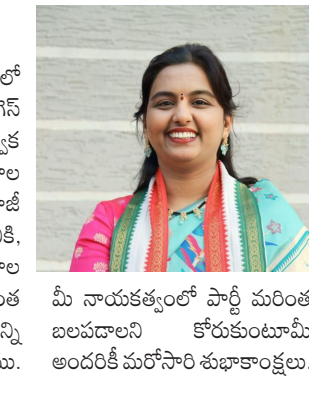 లో
గెస్
క
ాల
ాజీ
కి,
ాల
త
న్ని
యి.
మీ నాయకత్వంలో పార్టీ మరింత
బలపడాలని కోరుకుంటూమీ
అందరికీ మరోసారి శుభాకాంక్షలు.